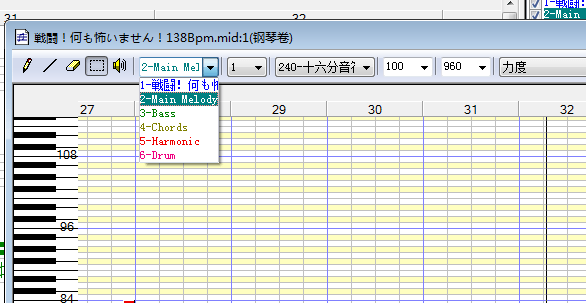 31
32
1-戦闘!
2-Main
戦闘！何も怖いません！138Bpm.mid:1(钢琴卷)
2-Main Mel
1
240-十六分音符
100
960
力度
1-戦闘! 何も怖
2-Main Melody
3-Bass
4-Chords
5-Harmonic
6-Drum
27
29
30
31
32
108
96
84